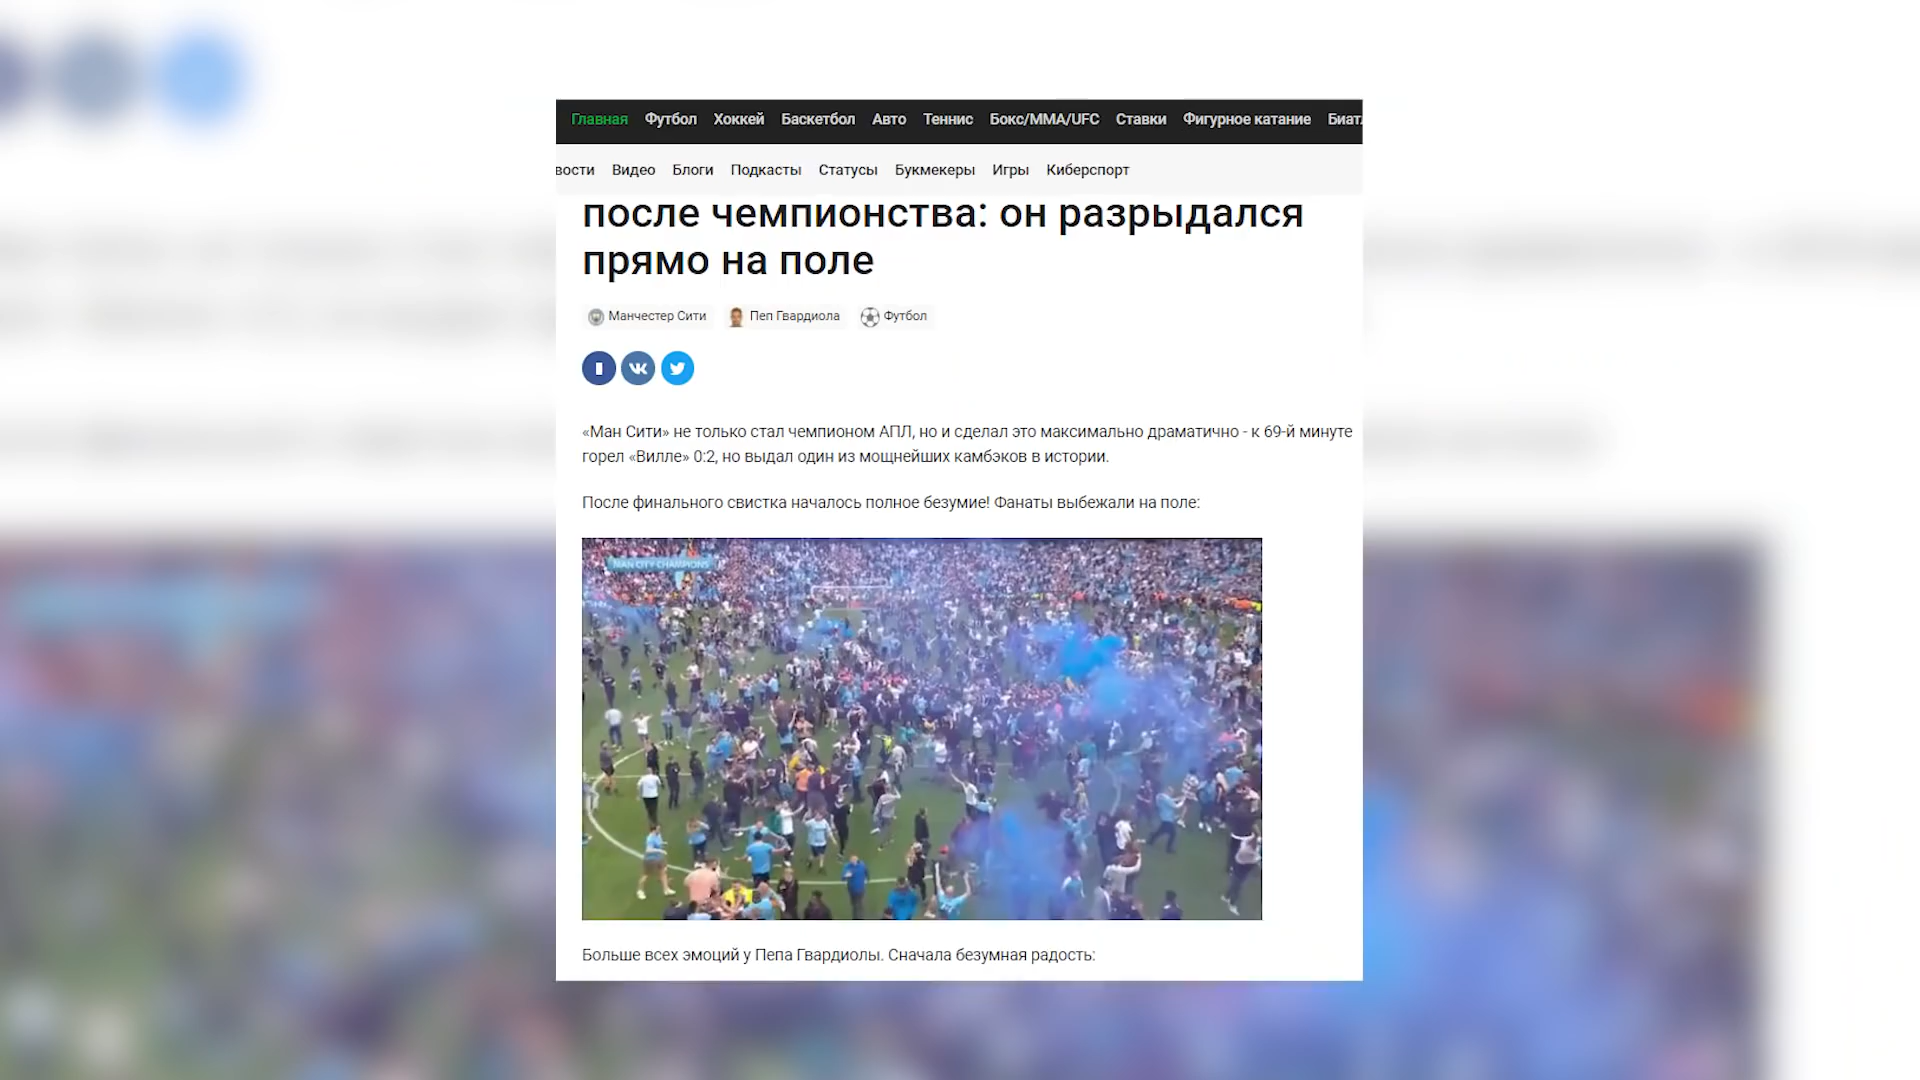 Главная Футбол Хоккей Баскетбол Авто Теннис Бокс/MMA/UFC Ставки Фигурное катание
Видео Блоги Подкасты Статусы Букмекеры Игры Киберспорт
после чемпионства: он разрыдался
прямо на поле
Манчестер Сити Пеп Гвардиола Футбол
«Ман Сити» не только стал чемпионом АПЛ, но и сделал это максимально драматично - к 69-й минуте
горел «Вилле» 0:2, но выдал один из мощнейших камбэков в истории.
После финального свистка началось полное безумие! Фанаты выбежали на поле:
MAN CITY CHAMPIONS
Больше всех эмоций у Пепа Гвардиолы. Сначала безумная радость: